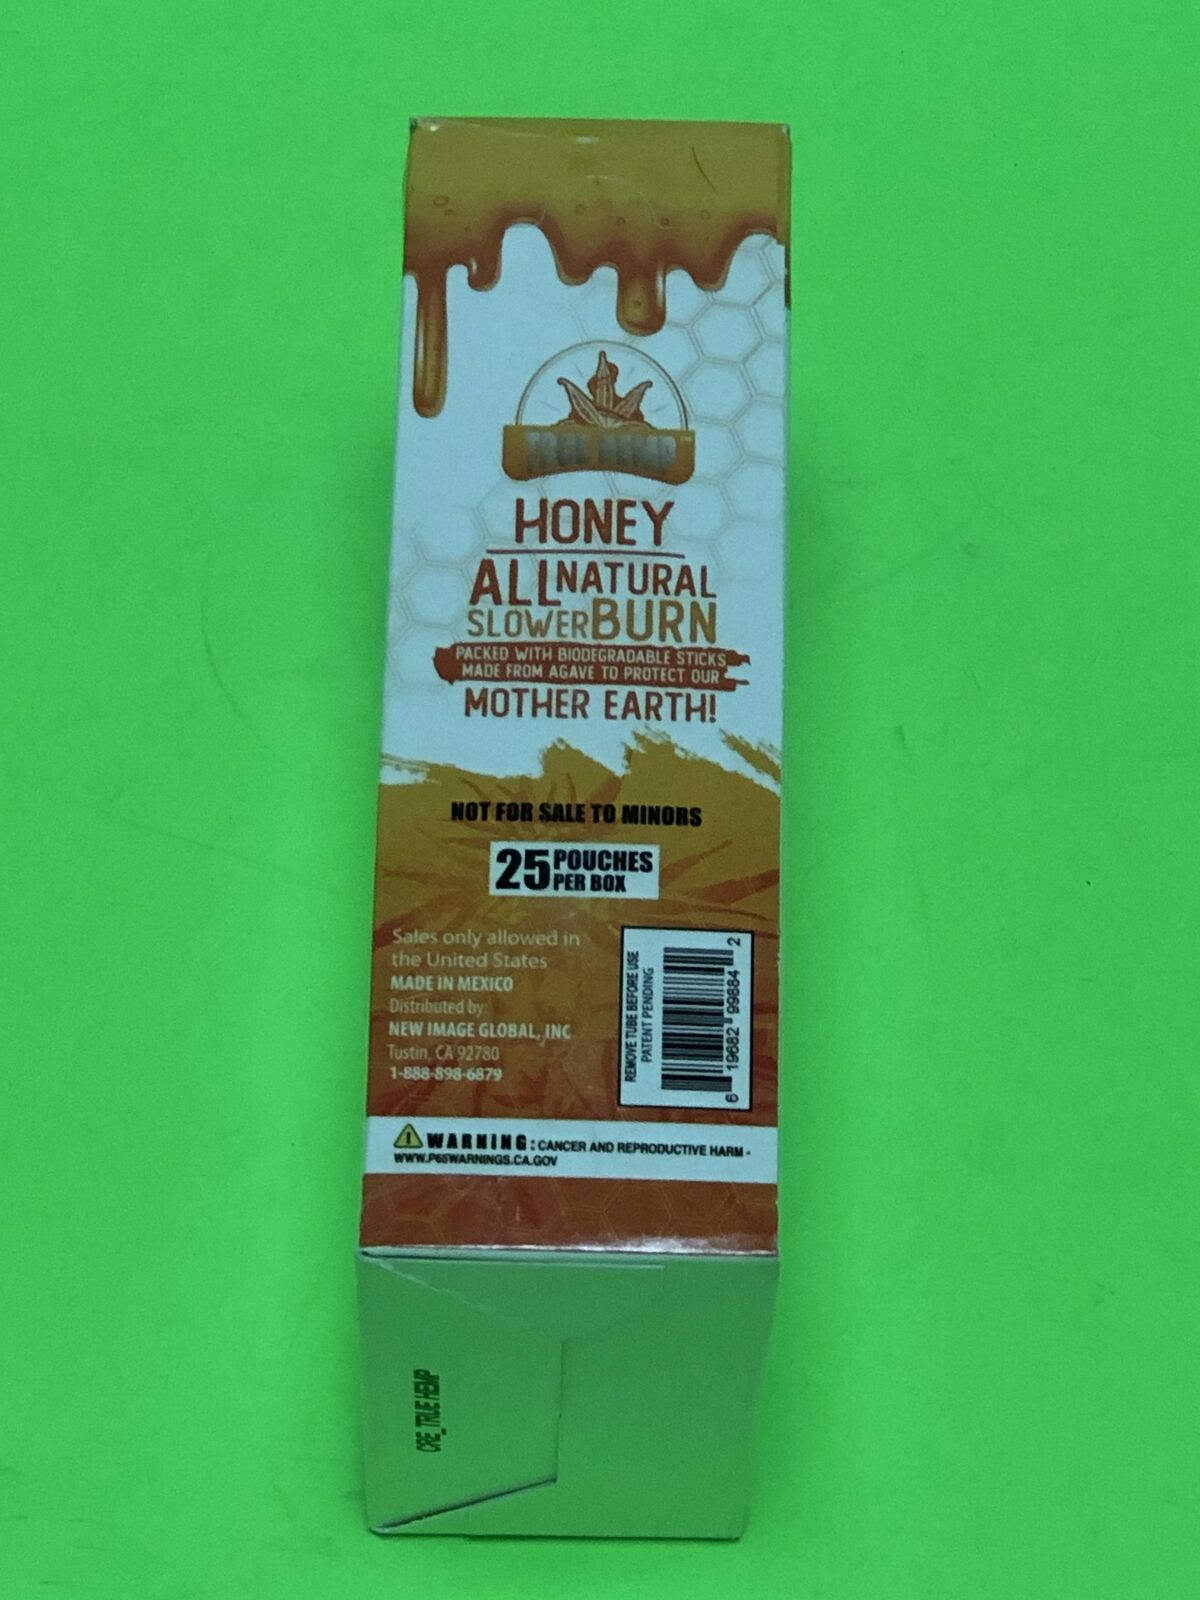 TRUE HEMP™
HONEY
ALL NATURAL
SLOWER BURN
PACKED WITH BIODEGRADABLE STICKS
MADE FROM AGAVE TO PROTECT OUR
MOTHER EARTH!
NOT FOR SALE TO MINORS
25 POUCHES
PER BOX
Sales only allowed in
the United States
MADE IN MEXICO
Distributed by:
NEW IMAGE GLOBAL, INC
Tustin, CA 92780
1-888-898-6879
REMOVE TUBE BEFORE USE
PATENT PENDING
6 19682 99884 2
WARNING: CANCER AND REPRODUCTIVE HARM -
WWW.P65WARNINGS.CA.GOV
CRE_TRUE HEMP